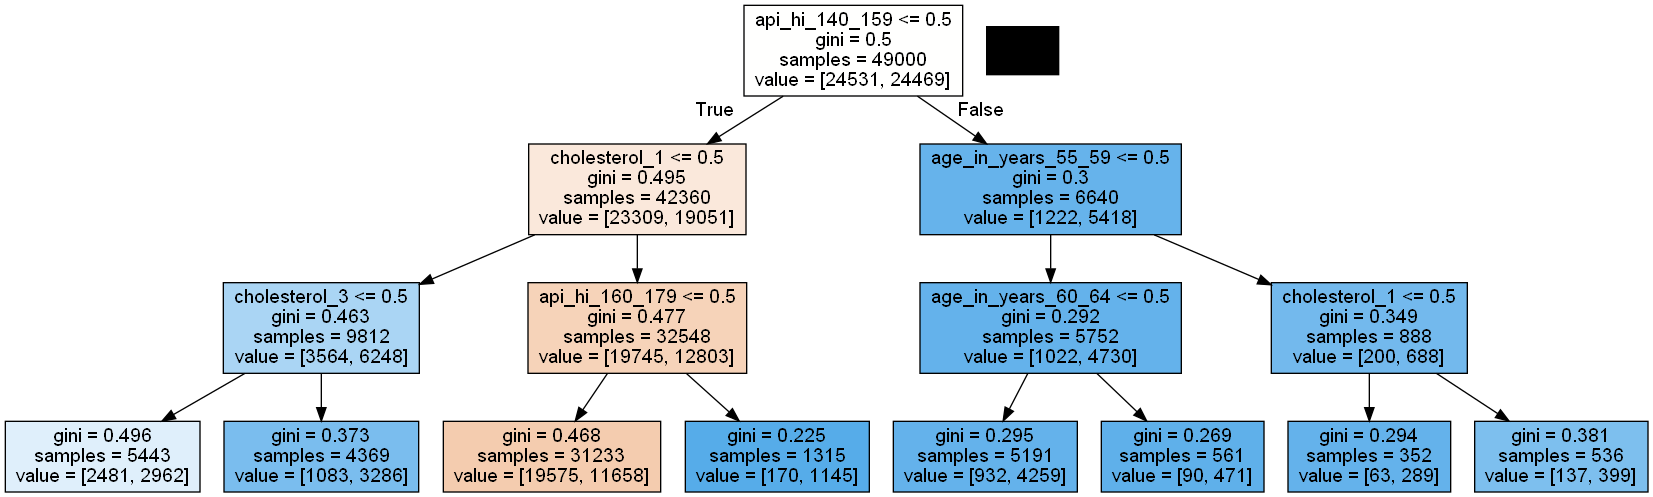 api_hi_140_159 <= 0.5
gini = 0.5
samples = 49000
value = [24531, 24469]
True
False
cholesterol_1 <= 0.5
gini = 0.495
samples = 42360
value = [23309, 19051]
age_in_years_55_59 <= 0.5
gini = 0.3
samples = 6640
value = [1222, 5418]
cholesterol_3 <= 0.5
gini = 0.463
samples = 9812
value = [3564, 6248]
api_hi_160_179 <= 0.5
gini = 0.477
samples = 32548
value = [19745, 12803]
age_in_years_60_64 <= 0.5
gini = 0.292
samples = 5752
value = [1022, 4730]
cholesterol_1 <= 0.5
gini = 0.349
samples = 888
value = [200, 688]
gini = 0.496
samples = 5443
value = [2481, 2962]
gini = 0.373
samples = 4369
value = [1083, 3286]
gini = 0.468
samples = 31233
value = [19575, 11658]
gini = 0.225
samples = 1315
value = [170, 1145]
gini = 0.295
samples = 5191
value = [932, 4259]
gini = 0.269
samples = 561
value = [90, 471]
gini = 0.294
samples = 352
value = [63, 289]
gini = 0.381
samples = 536
value = [137, 399]